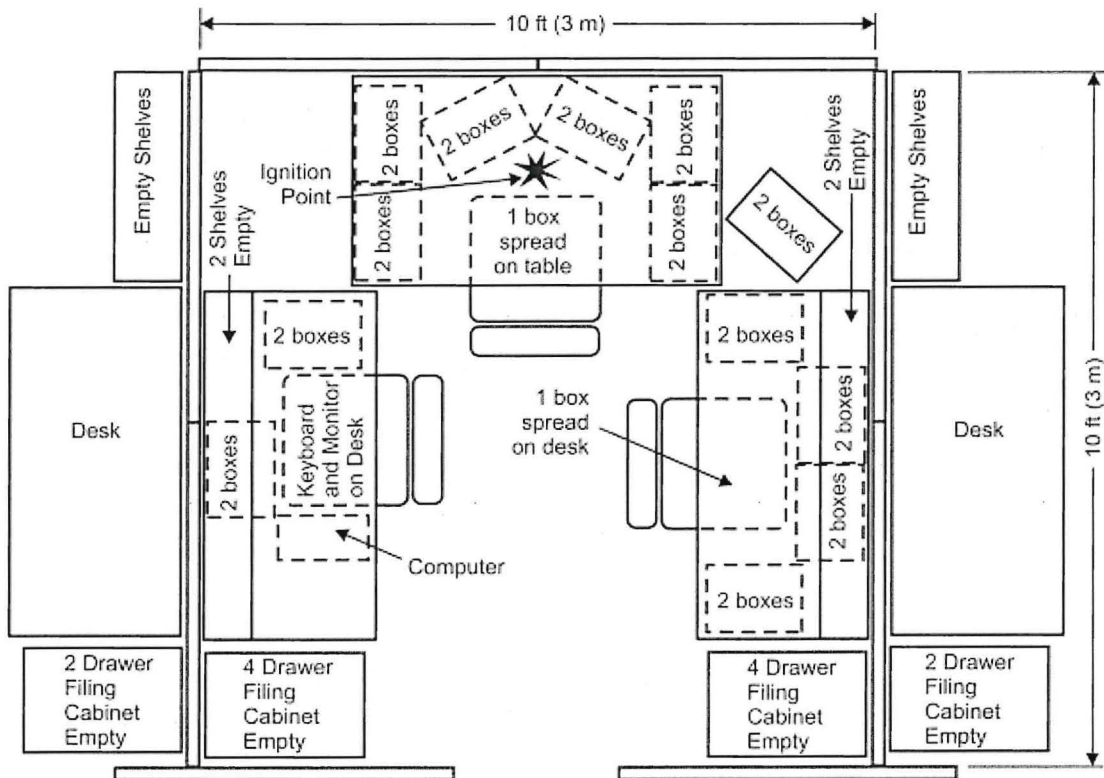 10 ft (3 m)
Empty Shelves
2 Shelves
Empty
Ignition
Point
2 boxes
2 boxes
2 boxes
2 boxes
2 boxes
2 boxes
1 box
spread
on table
2 boxes
2 Shelves
Empty
Empty Shelves
10 ft (3 m)
Desk
2 boxes
2 boxes
Keyboard
and Monitor
on Desk
Computer
1 box
spread
on desk
2 boxes
2 boxes
2 boxes
2 boxes
Desk
2 Drawer
Filing
Cabinet
Empty
4 Drawer
Filing
Cabinet
Empty
4 Drawer
Filing
Cabinet
Empty
2 Drawer
Filing
Cabinet
Empty